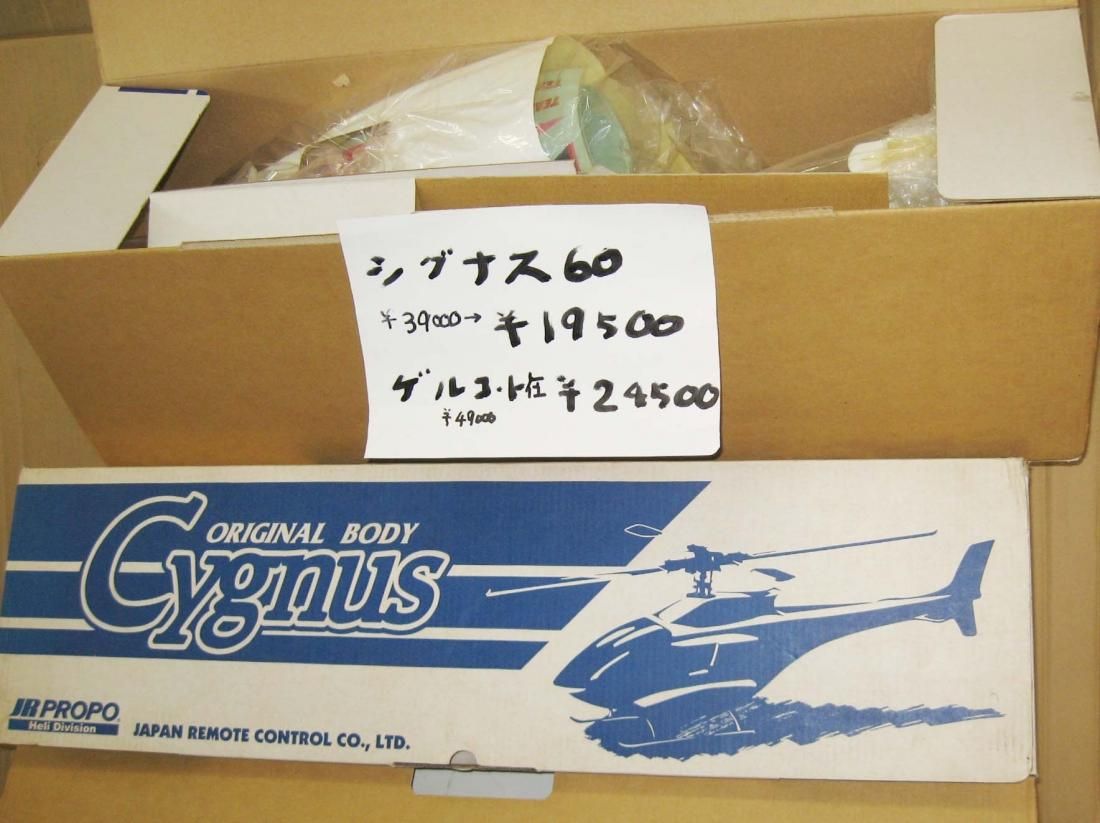 シグナス60
¥39000→ ¥19500
ゲルコート仕 ¥24500
¥49000
ORIGINAL BODY
Cygnus
JR PROPO
Heli Division
JAPAN REMOTE CONTROL CO., LTD.